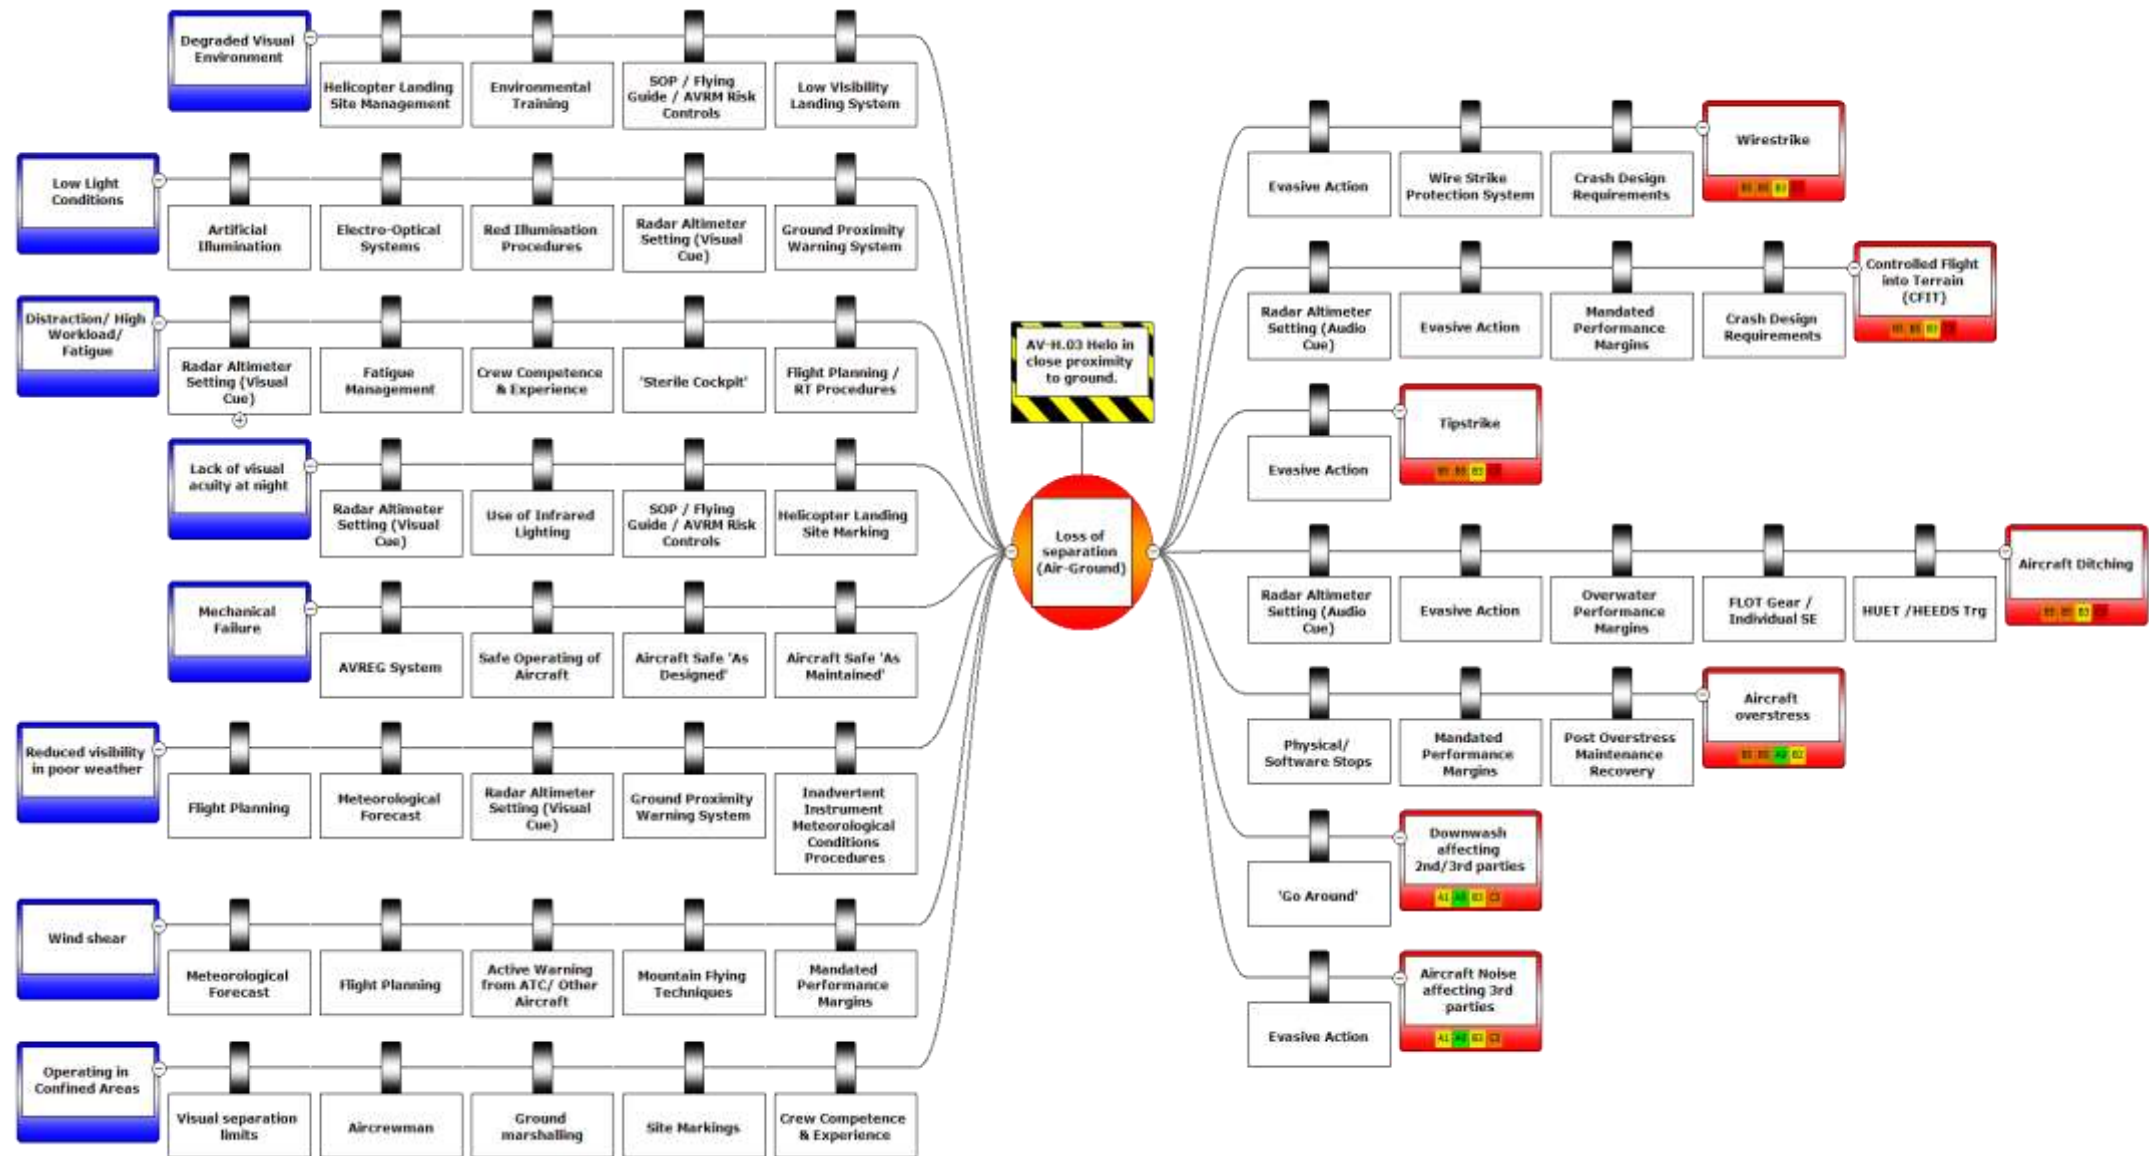 Degraded Visual
Environment
Helicopter Landing
Site Management
Environmental
Training
SOP / Flying
Guide / AVRM Risk
Controls
Low Visibility
Landing System
Low Light
Conditions
Artificial
Illumination
Electro-Optical
Systems
Red Illumination
Procedures
Radar Altimeter
Setting (Visual
Cue)
Ground Proximity
Warning System
Distraction/ High
Workload/
Fatigue
Radar Altimeter
Setting (Visual
Cue)
Fatigue
Management
Crew Competence
& Experience
'Sterile Cockpit'
Flight Planning /
RT Procedures
Lack of visual
acuity at night
Radar Altimeter
Setting (Visual
Cue)
Use of Infrared
Lighting
SOP / Flying
Guide / AVRM Risk
Controls
Helicopter Landing
Site Marking
Mechanical
Failure
AVREG System
Safe Operating of
Aircraft
Aircraft Safe 'As
Designed'
Aircraft Safe 'As
Maintained'
Reduced visibility
in poor weather
Flight Planning
Meteorological
Forecast
Radar Altimeter
Setting (Visual
Cue)
Ground Proximity
Warning System
Inadvertent
Instrument
Meteorological
Conditions
Procedures
Wind shear
Meteorological
Forecast
Flight Planning
Active Warning
from ATC/ Other
Aircraft
Mountain Flying
Techniques
Mandated
Performance
Margins
Operating in
Confined Areas
Visual separation
limits
Aircrewman
Ground
marshalling
Site Markings
Crew Competence
& Experience
AV-H.03 Helo in
close proximity
to ground.
Loss of
separation
(Air-Ground)
Evasive Action
Wire Strike
Protection System
Crash Design
Requirements
Wirestrike
Radar Altimeter
Setting (Audio
Cue)
Evasive Action
Mandated
Performance
Margins
Crash Design
Requirements
Controlled Flight
into Terrain
(CFIT)
Evasive Action
Tipstrike
Radar Altimeter
Setting (Audio
Cue)
Evasive Action
Overwater
Performance
Margins
FLOT Gear /
Individual SE
HUET /HEEDS Trg
Aircraft Ditching
Physical/
Software Stops
Mandated
Performance
Margins
Post Overstress
Maintenance
Recovery
Aircraft
overstress
'Go Around'
Downwash
affecting
2nd/3rd parties
Evasive Action
Aircraft Noise
affecting 3rd
parties